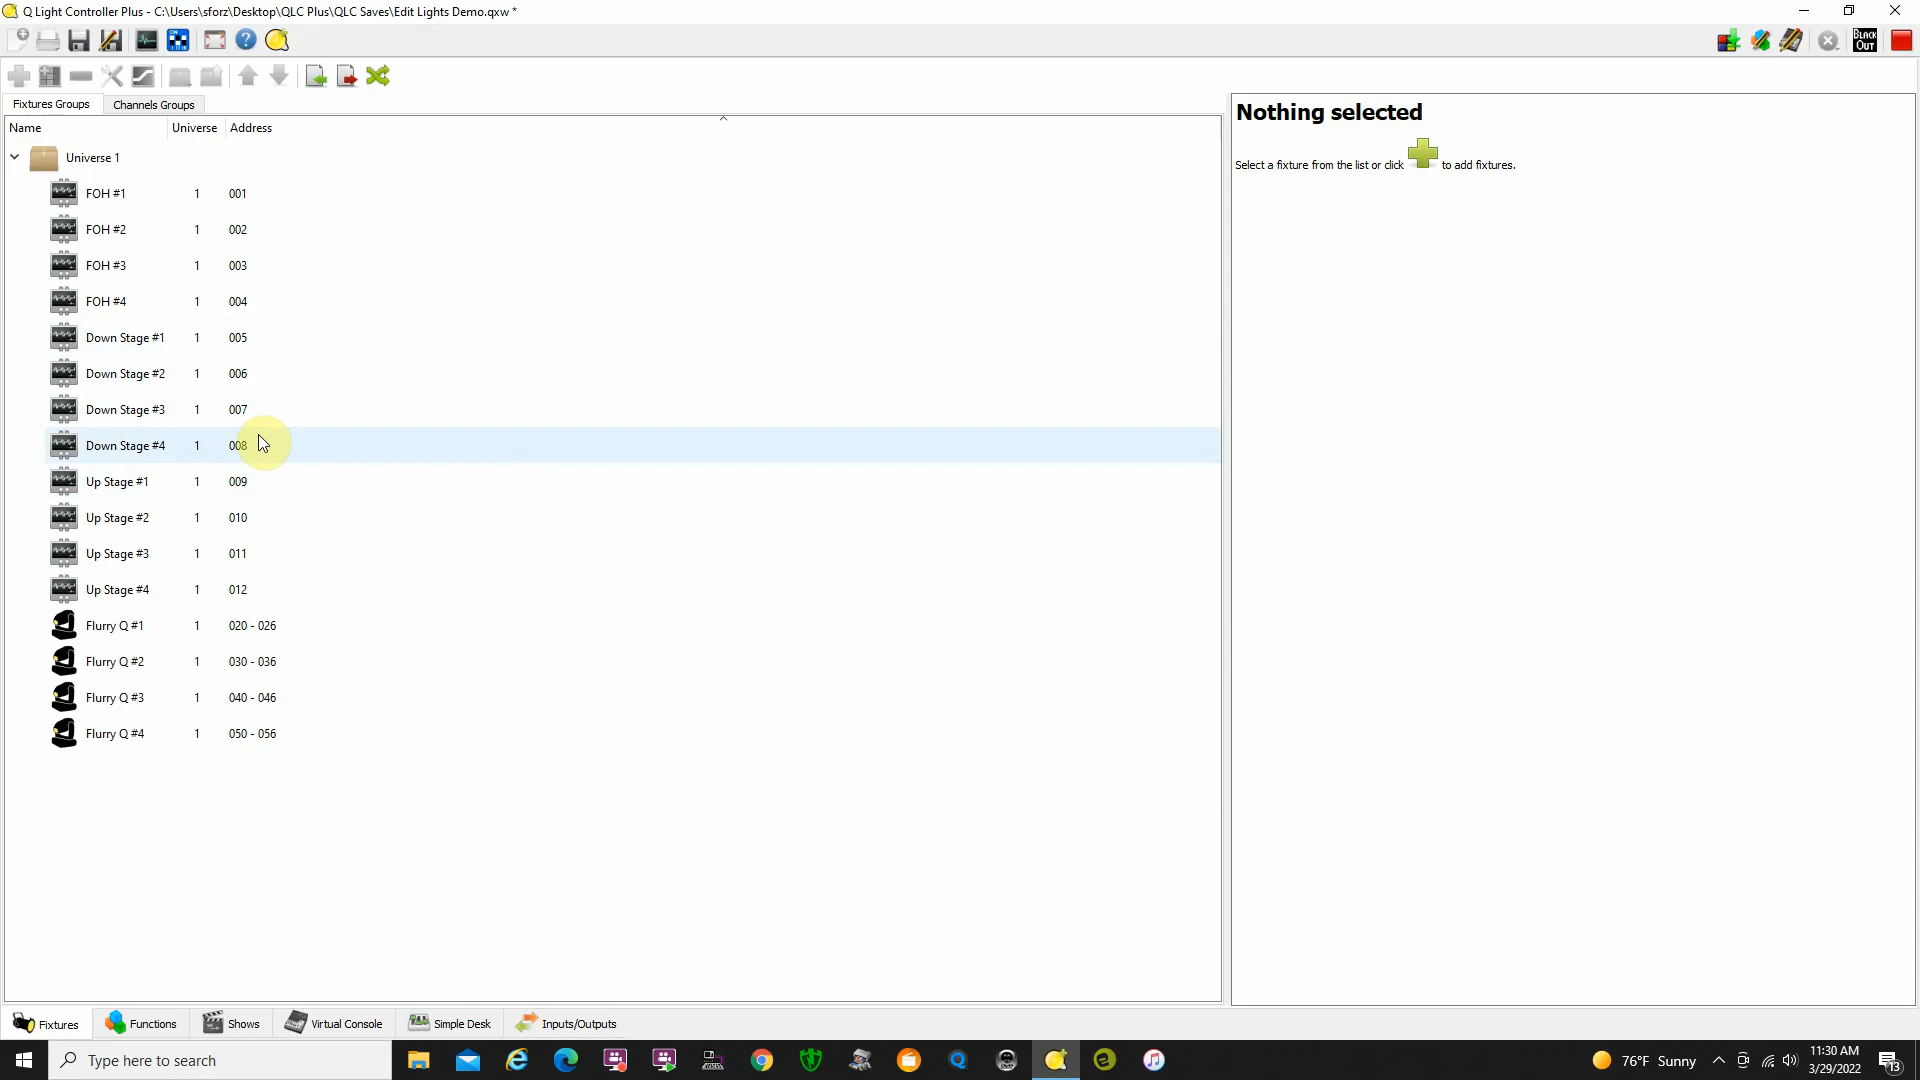 Q Light Controller Plus - C:\Users\sforz\Desktop\QLC Plus\QLC Saves\Edit Lights Demo.qxw *
ON
BLACK OUT
Fixtures Groups Channels Groups
Name Universe Address
Universe 1
FOH #1 1 001
FOH #2 1 002
FOH #3 1 003
FOH #4 1 004
Down Stage #1 1 005
Down Stage #2 1 006
Down Stage #3 1 007
Down Stage #4 1 008
Up Stage #1 1 009
Up Stage #2 1 010
Up Stage #3 1 011
Up Stage #4 1 012
Flurry Q #1 1 020 - 026
Flurry Q #2 1 030 - 036
Flurry Q #3 1 040 - 046
Flurry Q #4 1 050 - 056
Nothing selected
Select a fixture from the list or click to add fixtures.
Fixtures Functions Shows Virtual Console Simple Desk Inputs/Outputs
Type here to search
76°F Sunny
11:30 AM
3/29/2022
13